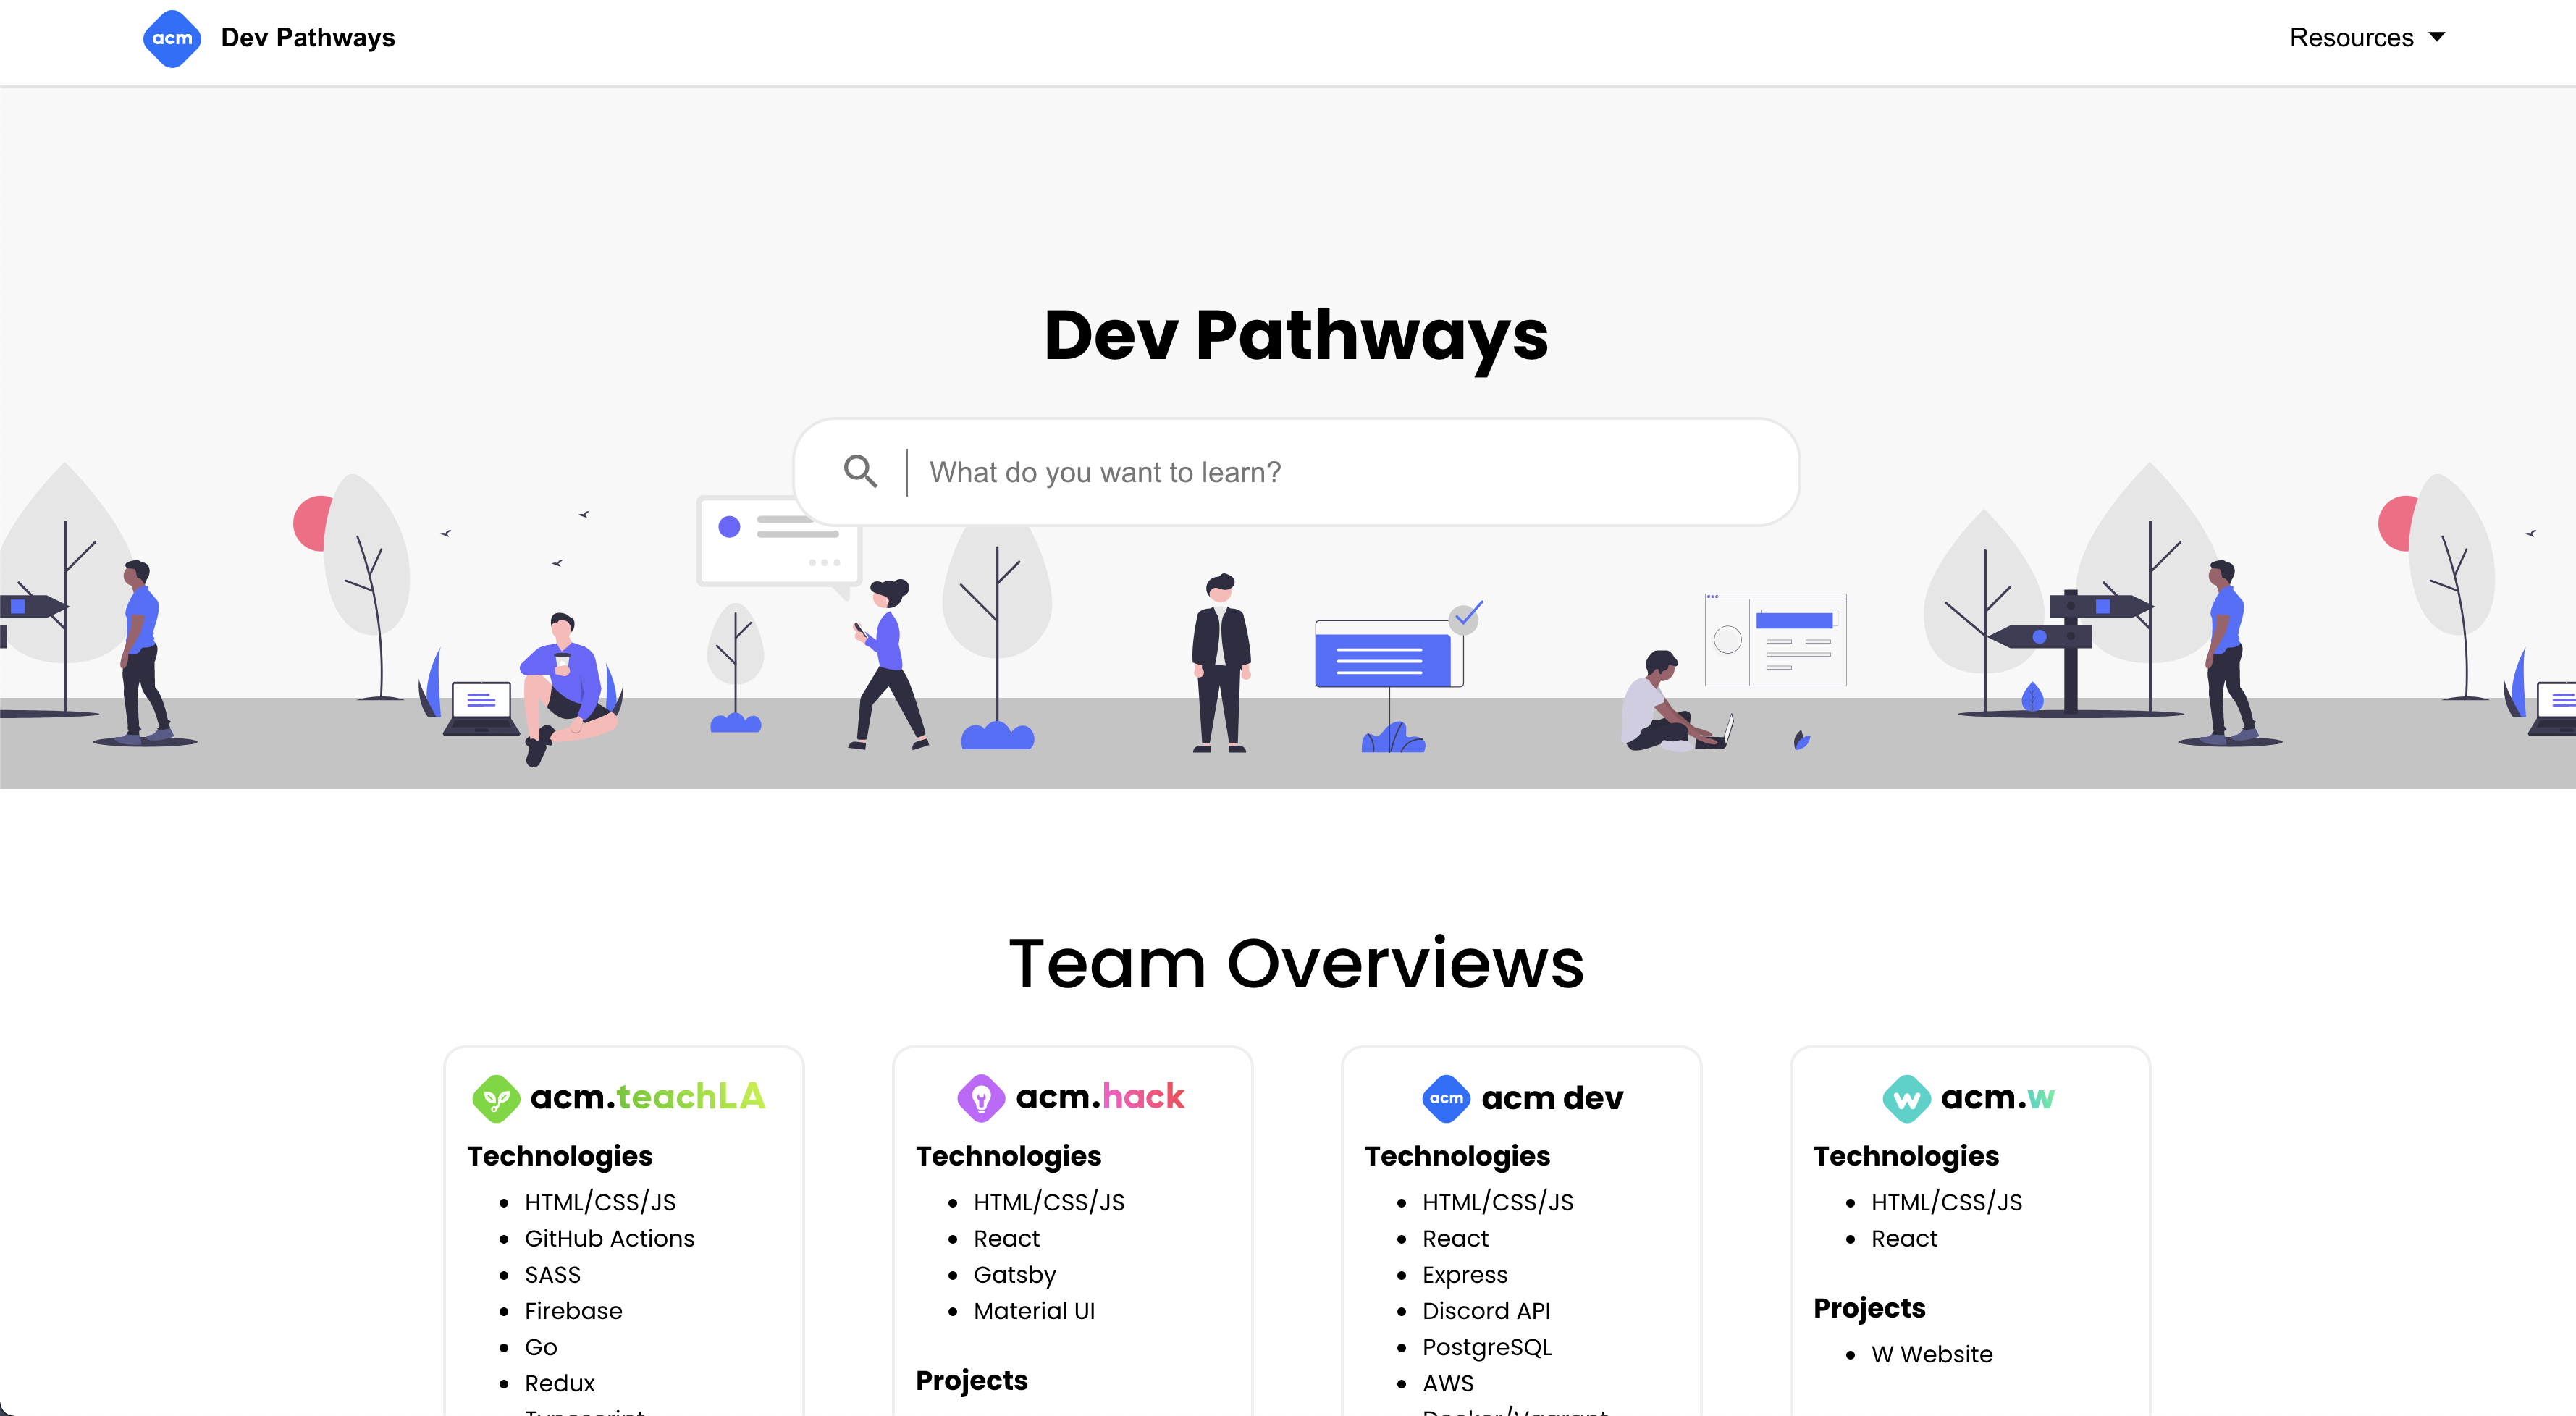 acm Dev Pathways Resources
Dev Pathways
What do you want to learn?
Team Overviews
acm.teachLA
Technologies
HTML/CSS/JS
GitHub Actions
SASS
Firebase
Go
Redux
Typescript
acm.hack
Technologies
HTML/CSS/JS
React
Gatsby
Material UI
Projects
acm acm dev
Technologies
HTML/CSS/JS
React
Express
Discord API
PostgreSQL
AWS
Docker/Vagrant
w acm.w
Technologies
HTML/CSS/JS
React
Projects
W Website